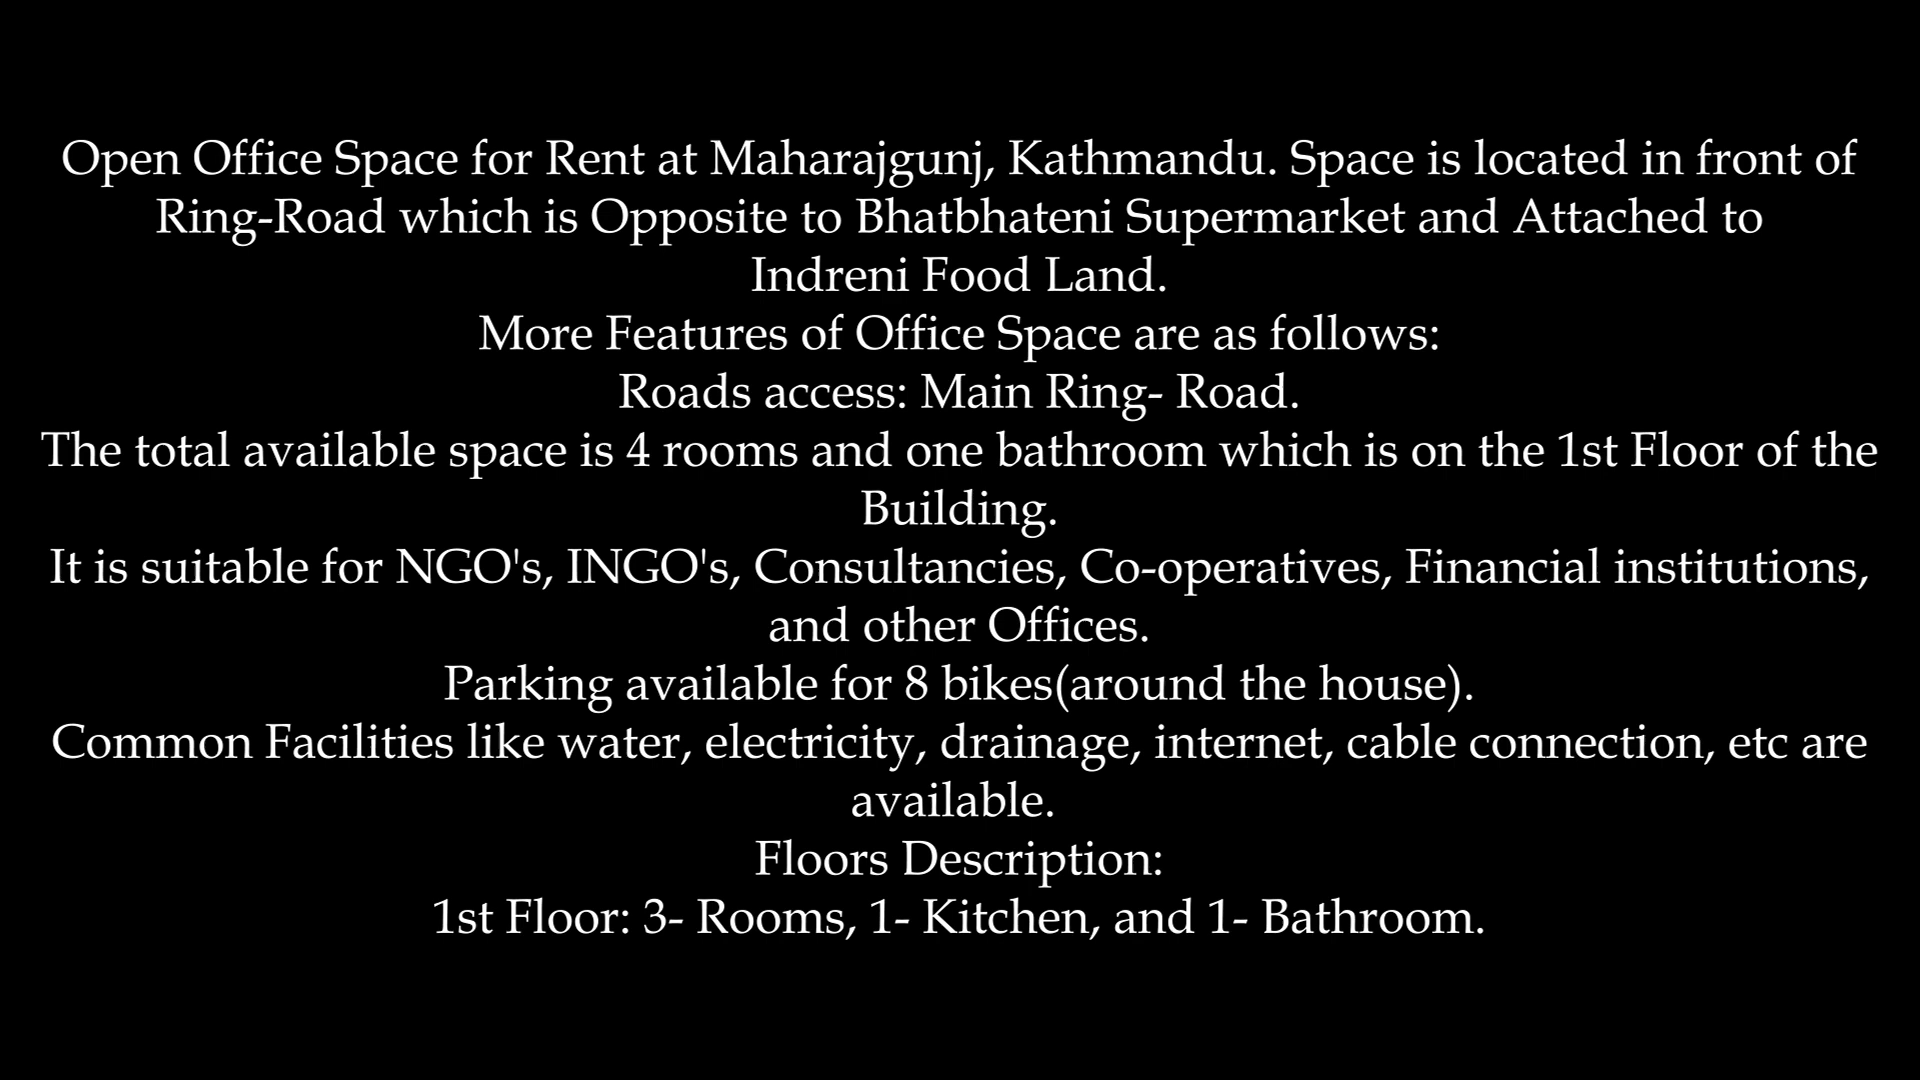 Open Office Space for Rent at Maharajgunj, Kathmandu. Space is located in front of
Ring-Road which is Opposite to Bhatbhateni Supermarket and Attached to
Indreni Food Land.
More Features of Office Space are as follows:
Roads access: Main Ring- Road.
The total available space is 4 rooms and one bathroom which is on the 1st Floor of the
Building.
It is suitable for NGO's, INGO's, Consultancies, Co-operatives, Financial institutions,
and other Offices.
Parking available for 8 bikes(around the house).
Common Facilities like water, electricity, drainage, internet, cable connection, etc are
available.
Floors Description:
1st Floor: 3- Rooms, 1- Kitchen, and 1- Bathroom.